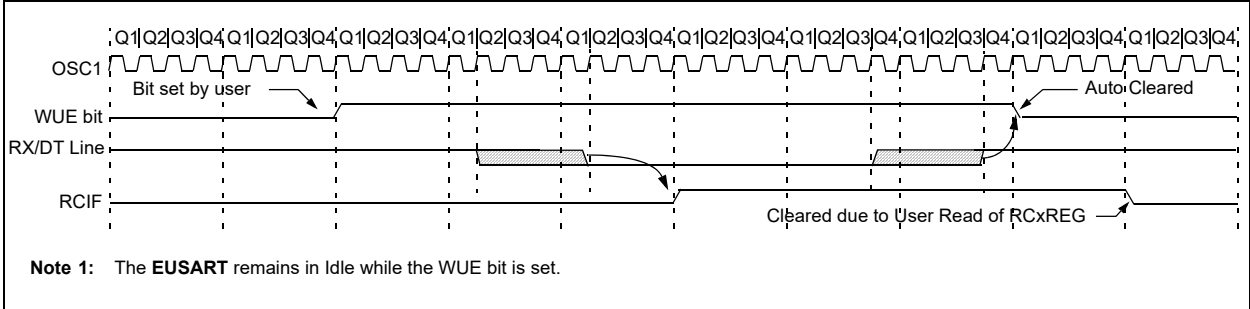 Q1|Q2|Q3|Q4|Q1|Q2|Q3|Q4|Q1|Q2|Q3|Q4|Q1|Q2|Q3|Q4|Q1|Q2|Q3|Q4|Q1|Q2|Q3|Q4|Q1|Q2|Q3|Q4|Q1|Q2|Q3|Q4|Q1|Q2|Q3|Q4|Q1|Q2|Q3|Q4
OSC1
Bit set by user
Auto Cleared
WUE bit
RX/DT Line
RCIF
Cleared due to User Read of RCxREG
Note 1: The EUSART remains in Idle while the WUE bit is set.